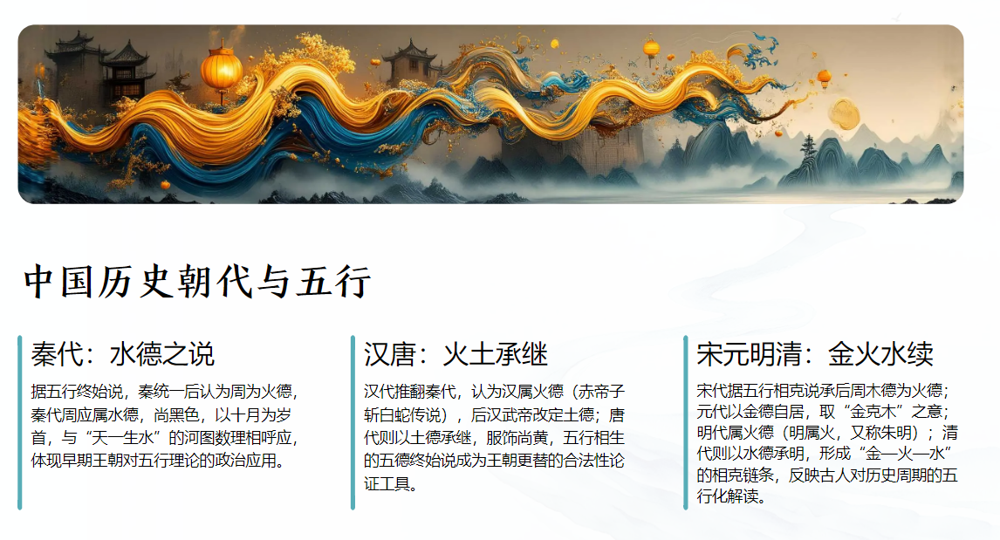 中国历史朝代与五行
秦代：水德之说
据五行终始说，秦统一后认为周为火德，
秦代周应属水德，尚黑色，以十月为岁
首，与“天一生水”的河图数理相呼应，
体现早期王朝对五行理论的政治应用。
汉唐：火土承继
汉代推翻秦代，认为汉属火德（赤帝子
斩白蛇传说），后汉武帝改定土德；唐
代则以土德承继，服饰尚黄，五行相生
的五德终始说成为王朝更替的合法性论
证工具。
宋元明清：金火水续
宋代据五行相克说承后周木德为火德；
元代以金德自居，取“金克木”之意；
明代属火德（明属火，又称朱明）；清
代则以水德承明，形成“金—火—水”
的相克链条，反映古人对历史周期的五
行化解读。